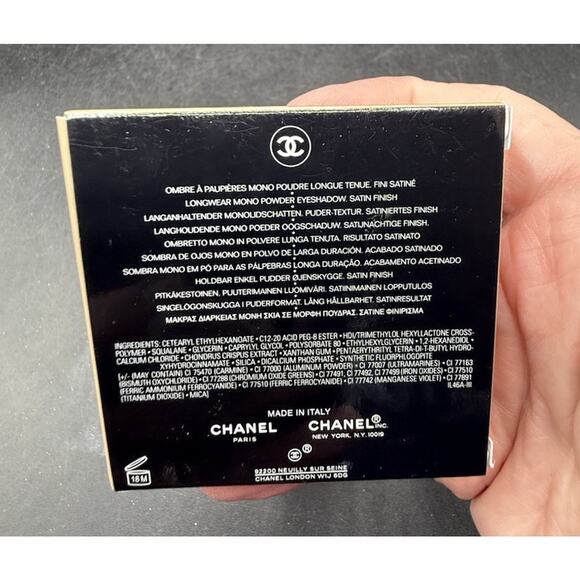 OMBRE À PAUPIÈRES MONO POUDRE LONGUE TENUE. FINI SATINÉ
LONGWEAR MONO POWDER EYESHADOW. SATIN FINISH
LANGANHALTENDER MONOLIDSCHATTEN. PUDER-TEXTUR. SATINIERTES FINISH
LANGHOUDENDE MONO POEDER OOGSCHADUW. SATIJNACHTIGE FINISH.
OMBRETTO MONO IN POLVERE LUNGA TENUTA. RISULTATO SATINATO
SOMBRA DE OJOS MONO EN POLVO DE LARGA DURACIÓN. ACABADO SATINADO
SOMBRA MONO EM PÓ PARA AS PÁLPEBRAS LONGA DURAÇÃO. ACABAMENTO ACETINADO
HOLDBAR ENKEL PUDDER ØJENSKYGGE. SATIN FINISH
PITKÄKESTOINEN. PUUTERIMAINEN LUOMIVÄRI. SATIINIMAINEN LOPPUTULOS
SINGELÖGONSKUGGA I PUDERFORMAT. LÅNG HÅLLBARHET. SATINRESULTAT
ΜΑΚΡΑΣ ΔΙΑΡΚΕΙΑΣ ΜΟΝΗ ΣΚΙΑ ΣΕ ΜΟΡΦΗ ΠΟΥΔΡΑΣ. ΣΑΤΙΝΕ ΦΙΝΙΡΙΣΜΑ
INGREDIENTS: CETEARYL ETHYLHEXANOATE • C12-20 ACID PEG-8 ESTER • HDI/TRIMETHYLOL HEXYLLACTONE CROSS-
POLYMER • SQUALANE • GLYCERIN • CAPRYLYL GLYCOL • POLYSORBATE 80 • ETHYLHEXYLGLYCERIN • 1,2-HEXANEDIOL •
CALCIUM CHLORIDE • CHONDRUS CRISPUS EXTRACT • XANTHAN GUM • PENTAERYTHRITYL TETRA-DI-T-BUTYL HYDRO-
XYHYDROCINNAMATE • SILICA • DICALCIUM PHOSPHATE • SYNTHETIC FLUORPHLOGOPITE
[+/- (MAY CONTAIN) CI 75470 (CARMINE) • CI 77000 (ALUMINUM POWDER) • CI 77007 (ULTRAMARINES) • CI 77163
(BISMUTH OXYCHLORIDE) • CI 77288 (CHROMIUM OXIDE GREENS) • CI 77491, CI 77492, CI 77499 (IRON OXIDES) • CI 77510
(FERRIC AMMONIUM FERROCYANIDE) • CI 77510 (FERRIC FERROCYANIDE) • CI 77742 (MANGANESE VIOLET) • CI 77891
(TITANIUM DIOXIDE) • MICA] IL46A-III
MADE IN ITALY
CHANEL CHANEL® INC.
PARIS NEW YORK, N.Y. 10019
®
92200 NEUILLY SUR SEINE
CHANEL LONDON W1J 6DG
18 M